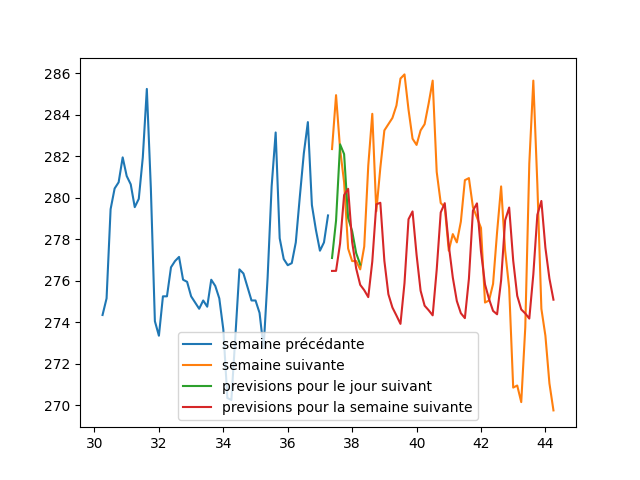 286
284
282
280
278
276
274
272
270
semaine précédante
semaine suivante
previsions pour le jour suivant
previsions pour la semaine suivante
30 32 34 36 38 40 42 44